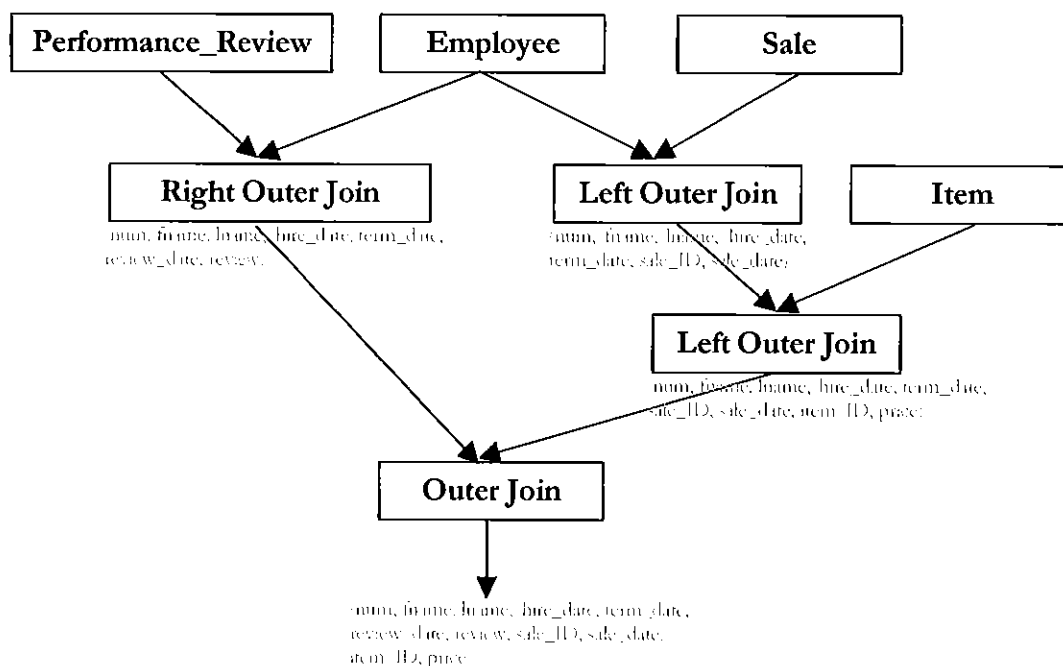 Performance_Review
Employee
Sale
Right Outer Join
Left Outer Join
Item
num, fname, lname, hire_date, term_date,
review_date, review
num, fname, lname, hire_date,
term_date, sale_ID, sale_date
Left Outer Join
num, fname, lname, hire_date, term_date,
sale_ID, sale_date, item_ID, price
Outer Join
num, fname, lname, hire_date, term_date,
review_date, review, sale_ID, sale_date,
item_ID, price